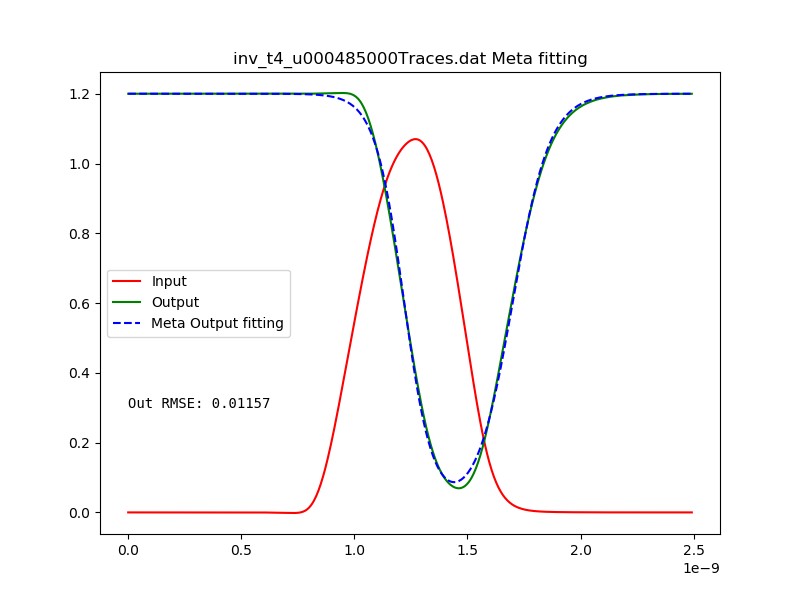 inv_t4_u000485000Traces.dat Meta fitting
1.2
1.0
0.8
0.6
0.4
0.2
0.0
Input
Output
Meta Output fitting
Out RMSE: 0.01157
0.0 0.5 1.0 1.5 2.0 2.5
1e−9